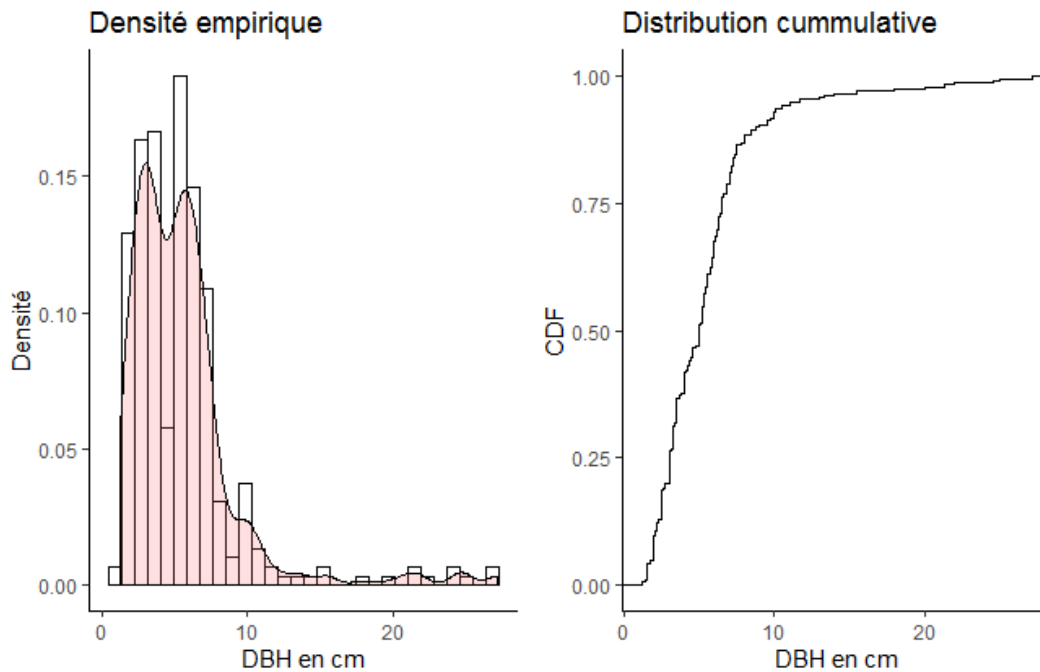 Densité empirique
0.15
0.10
0.05
0.00
Densité
0
10
20
DBH en cm
Distribution cummulative
1.00
0.75
0.50
0.25
0.00
CDF
0
10
20
DBH en cm